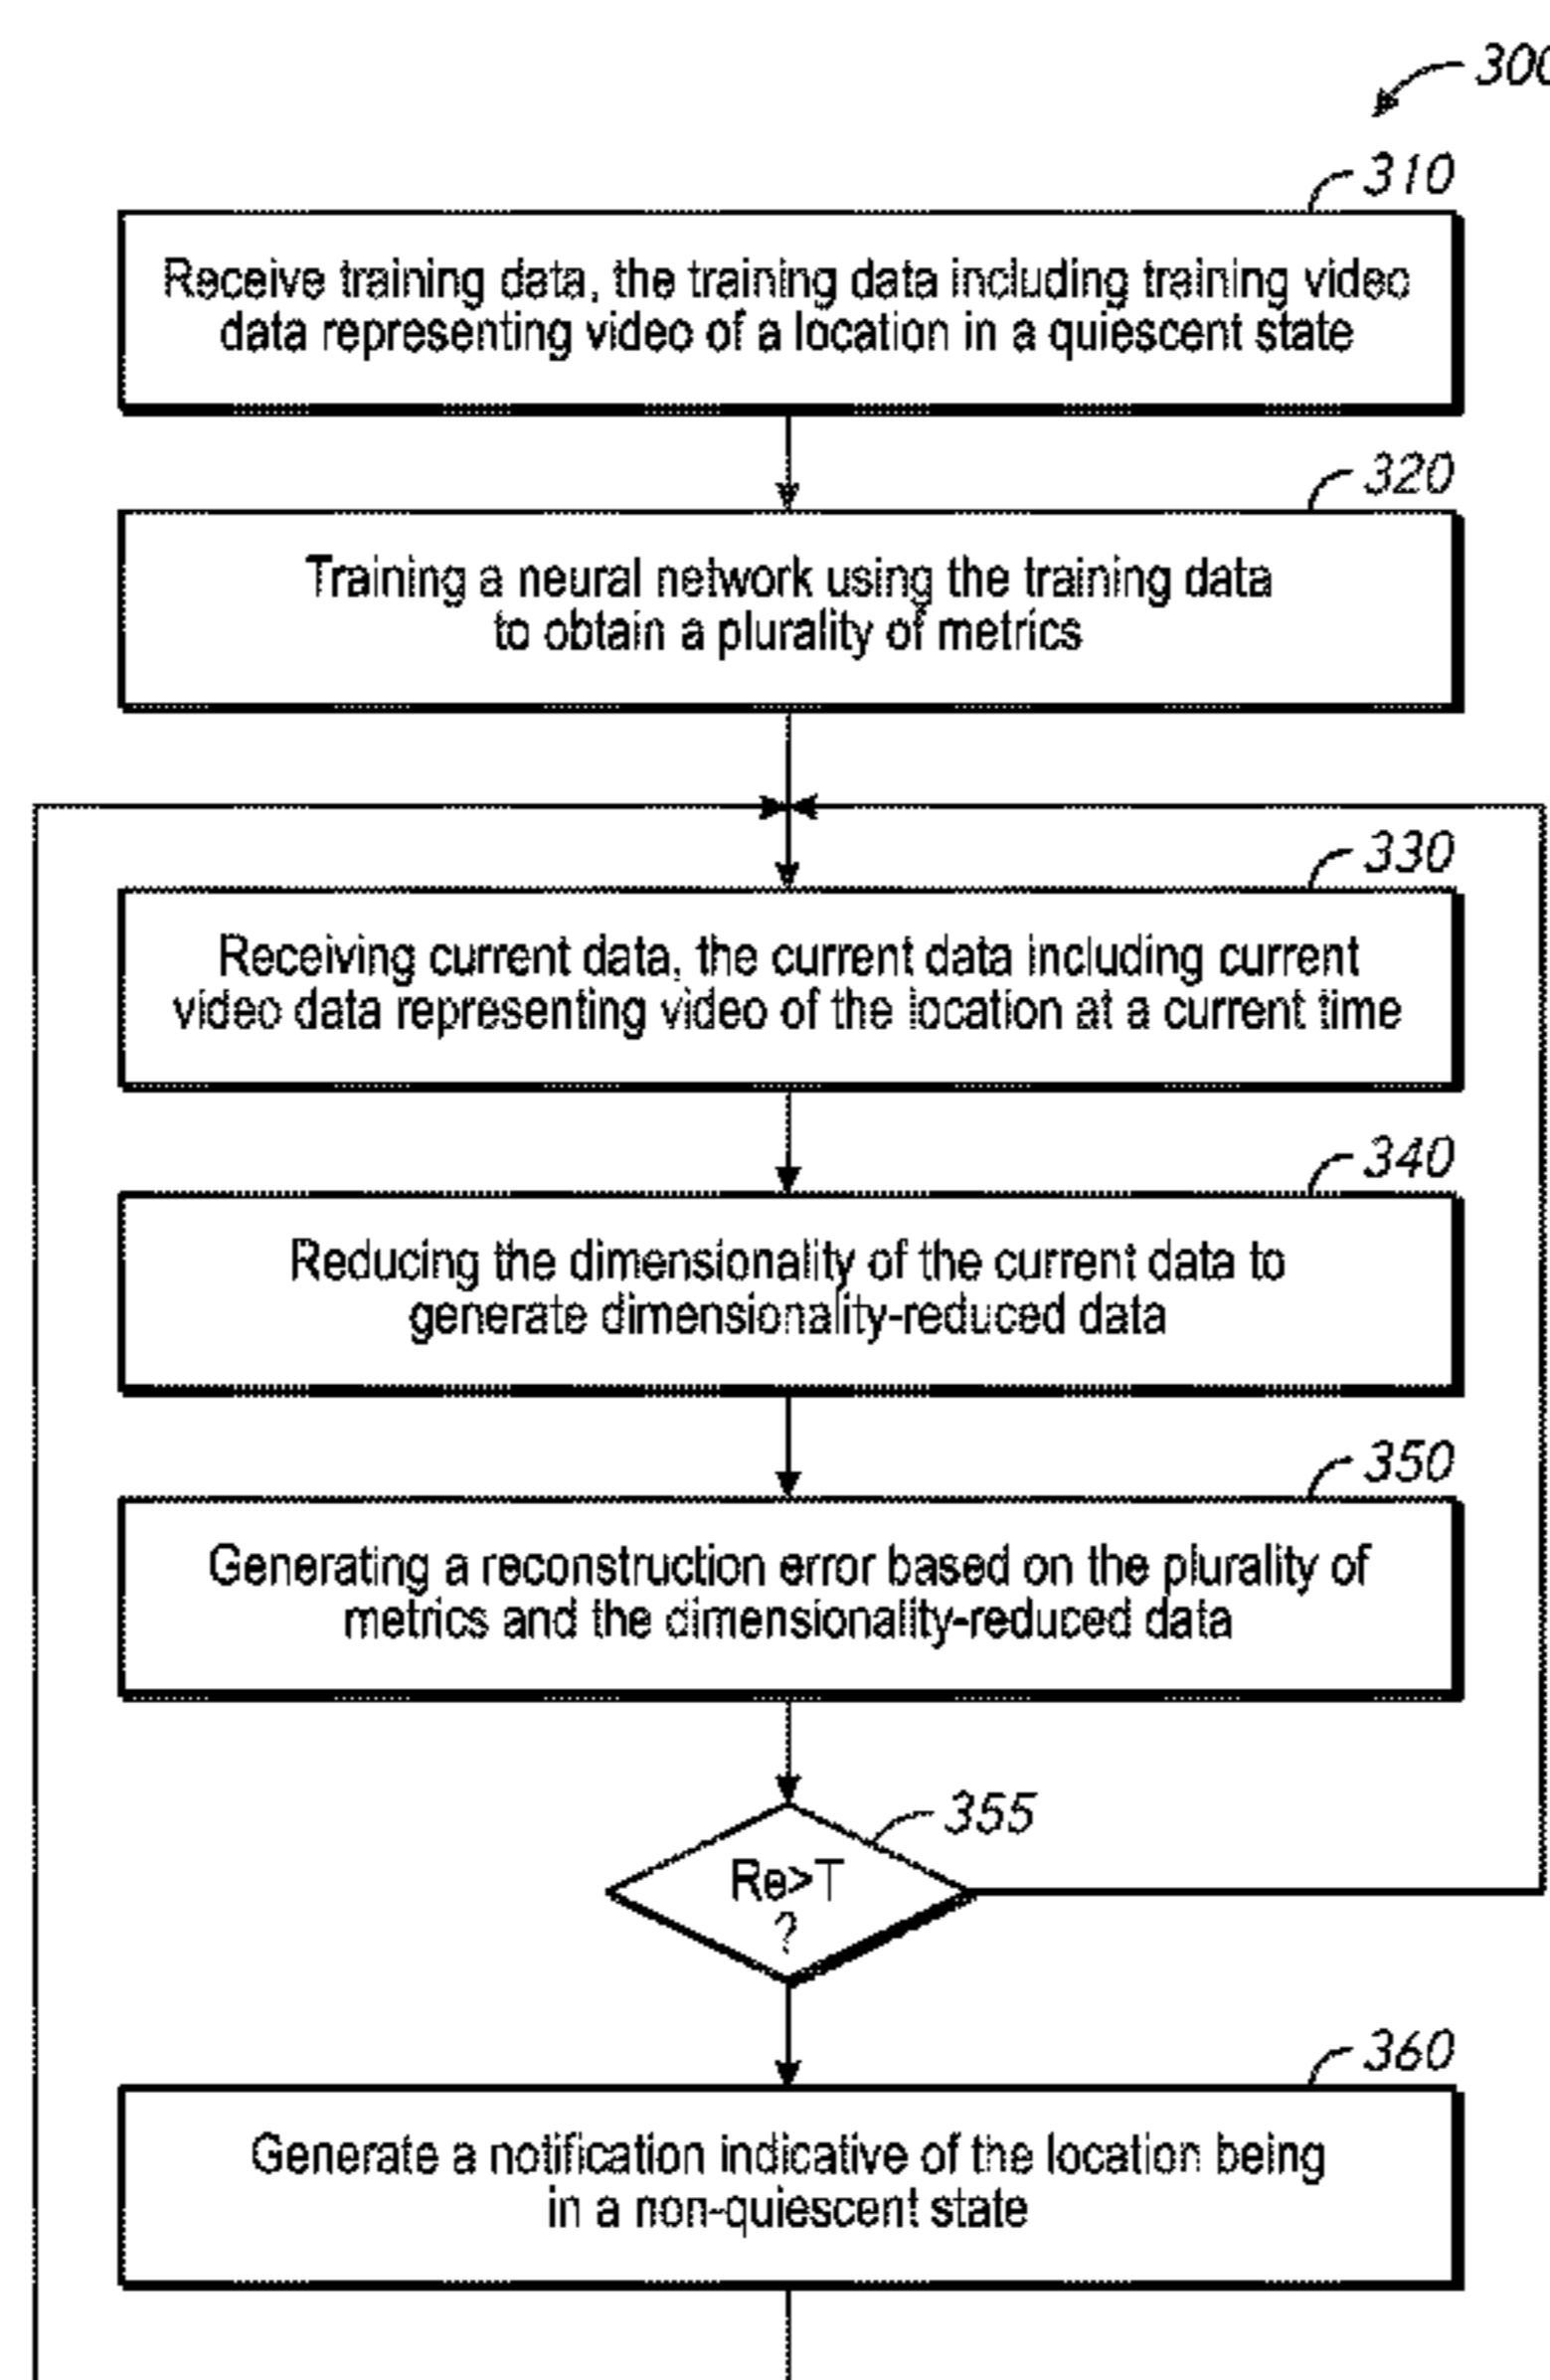 300
310
Receive training data, the training data including training video
data representing video of a location in a quiescent state
320
Training a neural network using the training data
to obtain a plurality of metrics
330
Receiving current data, the current data including current
video data representing video of the location at a current time
340
Reducing the dimensionality of the current data to
generate dimensionality-reduced data
350
Generating a reconstruction error based on the plurality of
metrics and the dimensionality-reduced data
355
Re>T
?
360
Generate a notification indicative of the location being
in a non-quiescent state